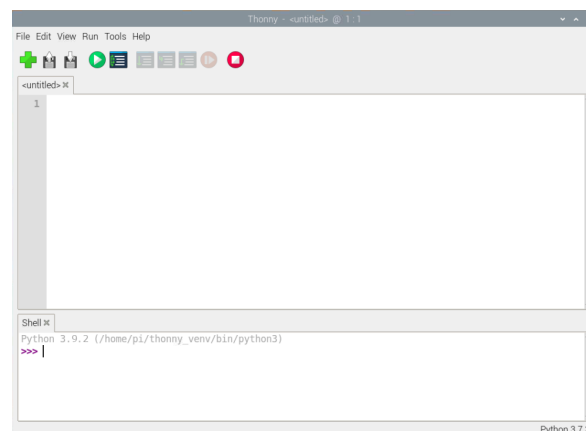 Thonny - <untitled> @ 1:1
File Edit View Run Tools Help
<untitled>
1
Shell
Python 3.9.2 (/home/pi/thonny_venv/bin/python3)
>>>
Python 3.7